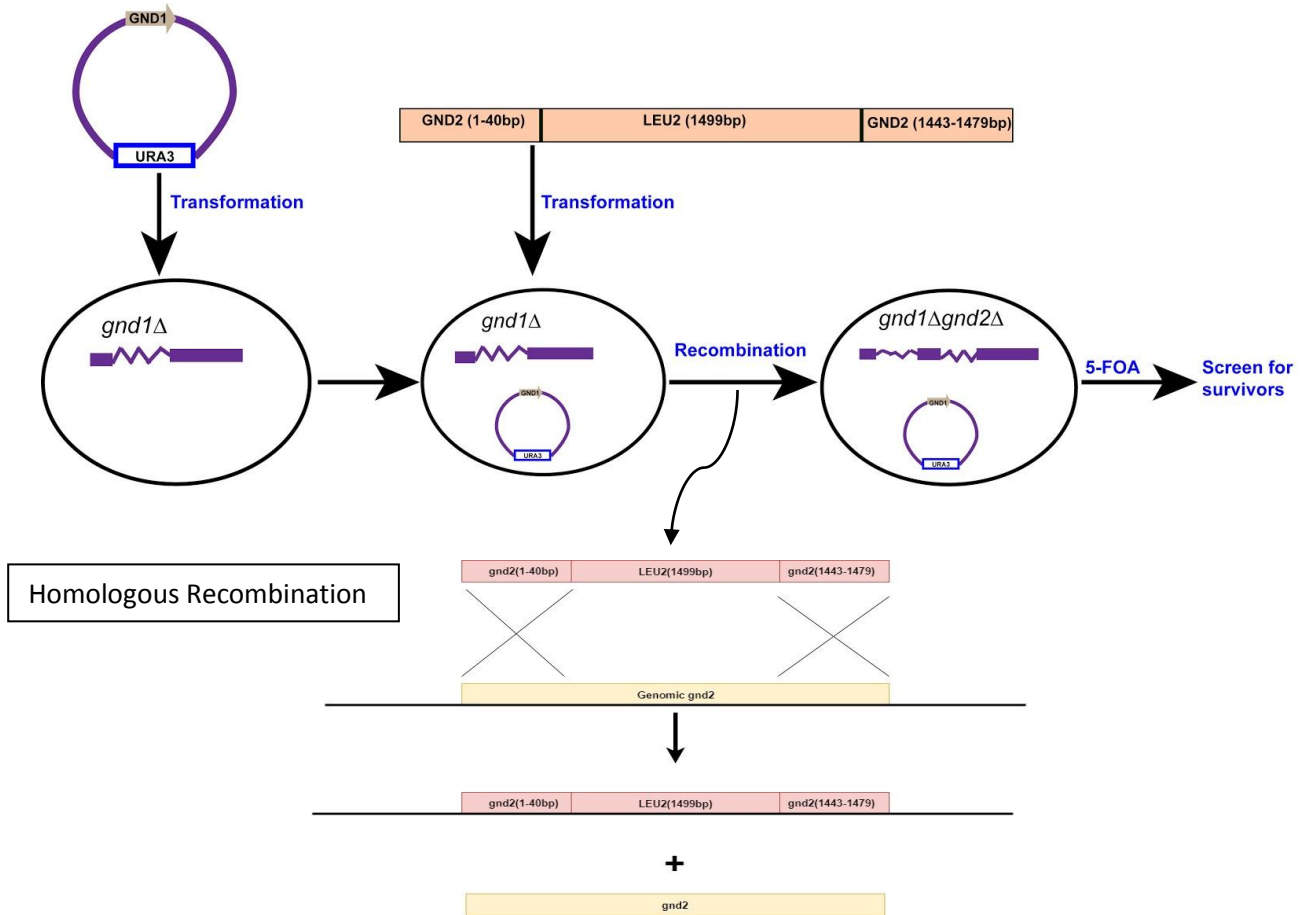 GND1
URA3
Transformation
GND2 (1-40bp)
LEU2 (1499bp)
GND2 (1443-1479bp)
Transformation
gnd1Δ
gnd1Δ
GND1
URA3
Recombination
gnd1Δgnd2Δ
GND1
URA3
5-FOA
Screen for
survivors
Homologous Recombination
gnd2(1-40bp)
LEU2(1499bp)
gnd2(1443-1479)
Genomic gnd2
gnd2(1-40bp)
LEU2(1499bp)
gnd2(1443-1479)
+
gnd2